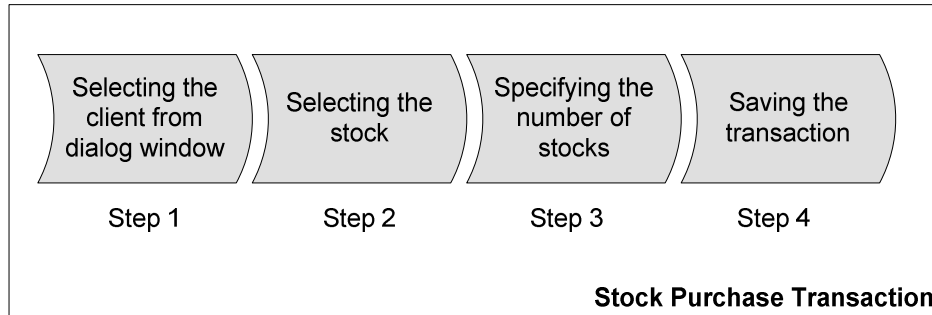 Selecting the
client from
dialog window
Selecting the
stock
Specifying the
number of
stocks
Saving the
transaction
Step 1
Step 2
Step 3
Step 4
Stock Purchase Transaction